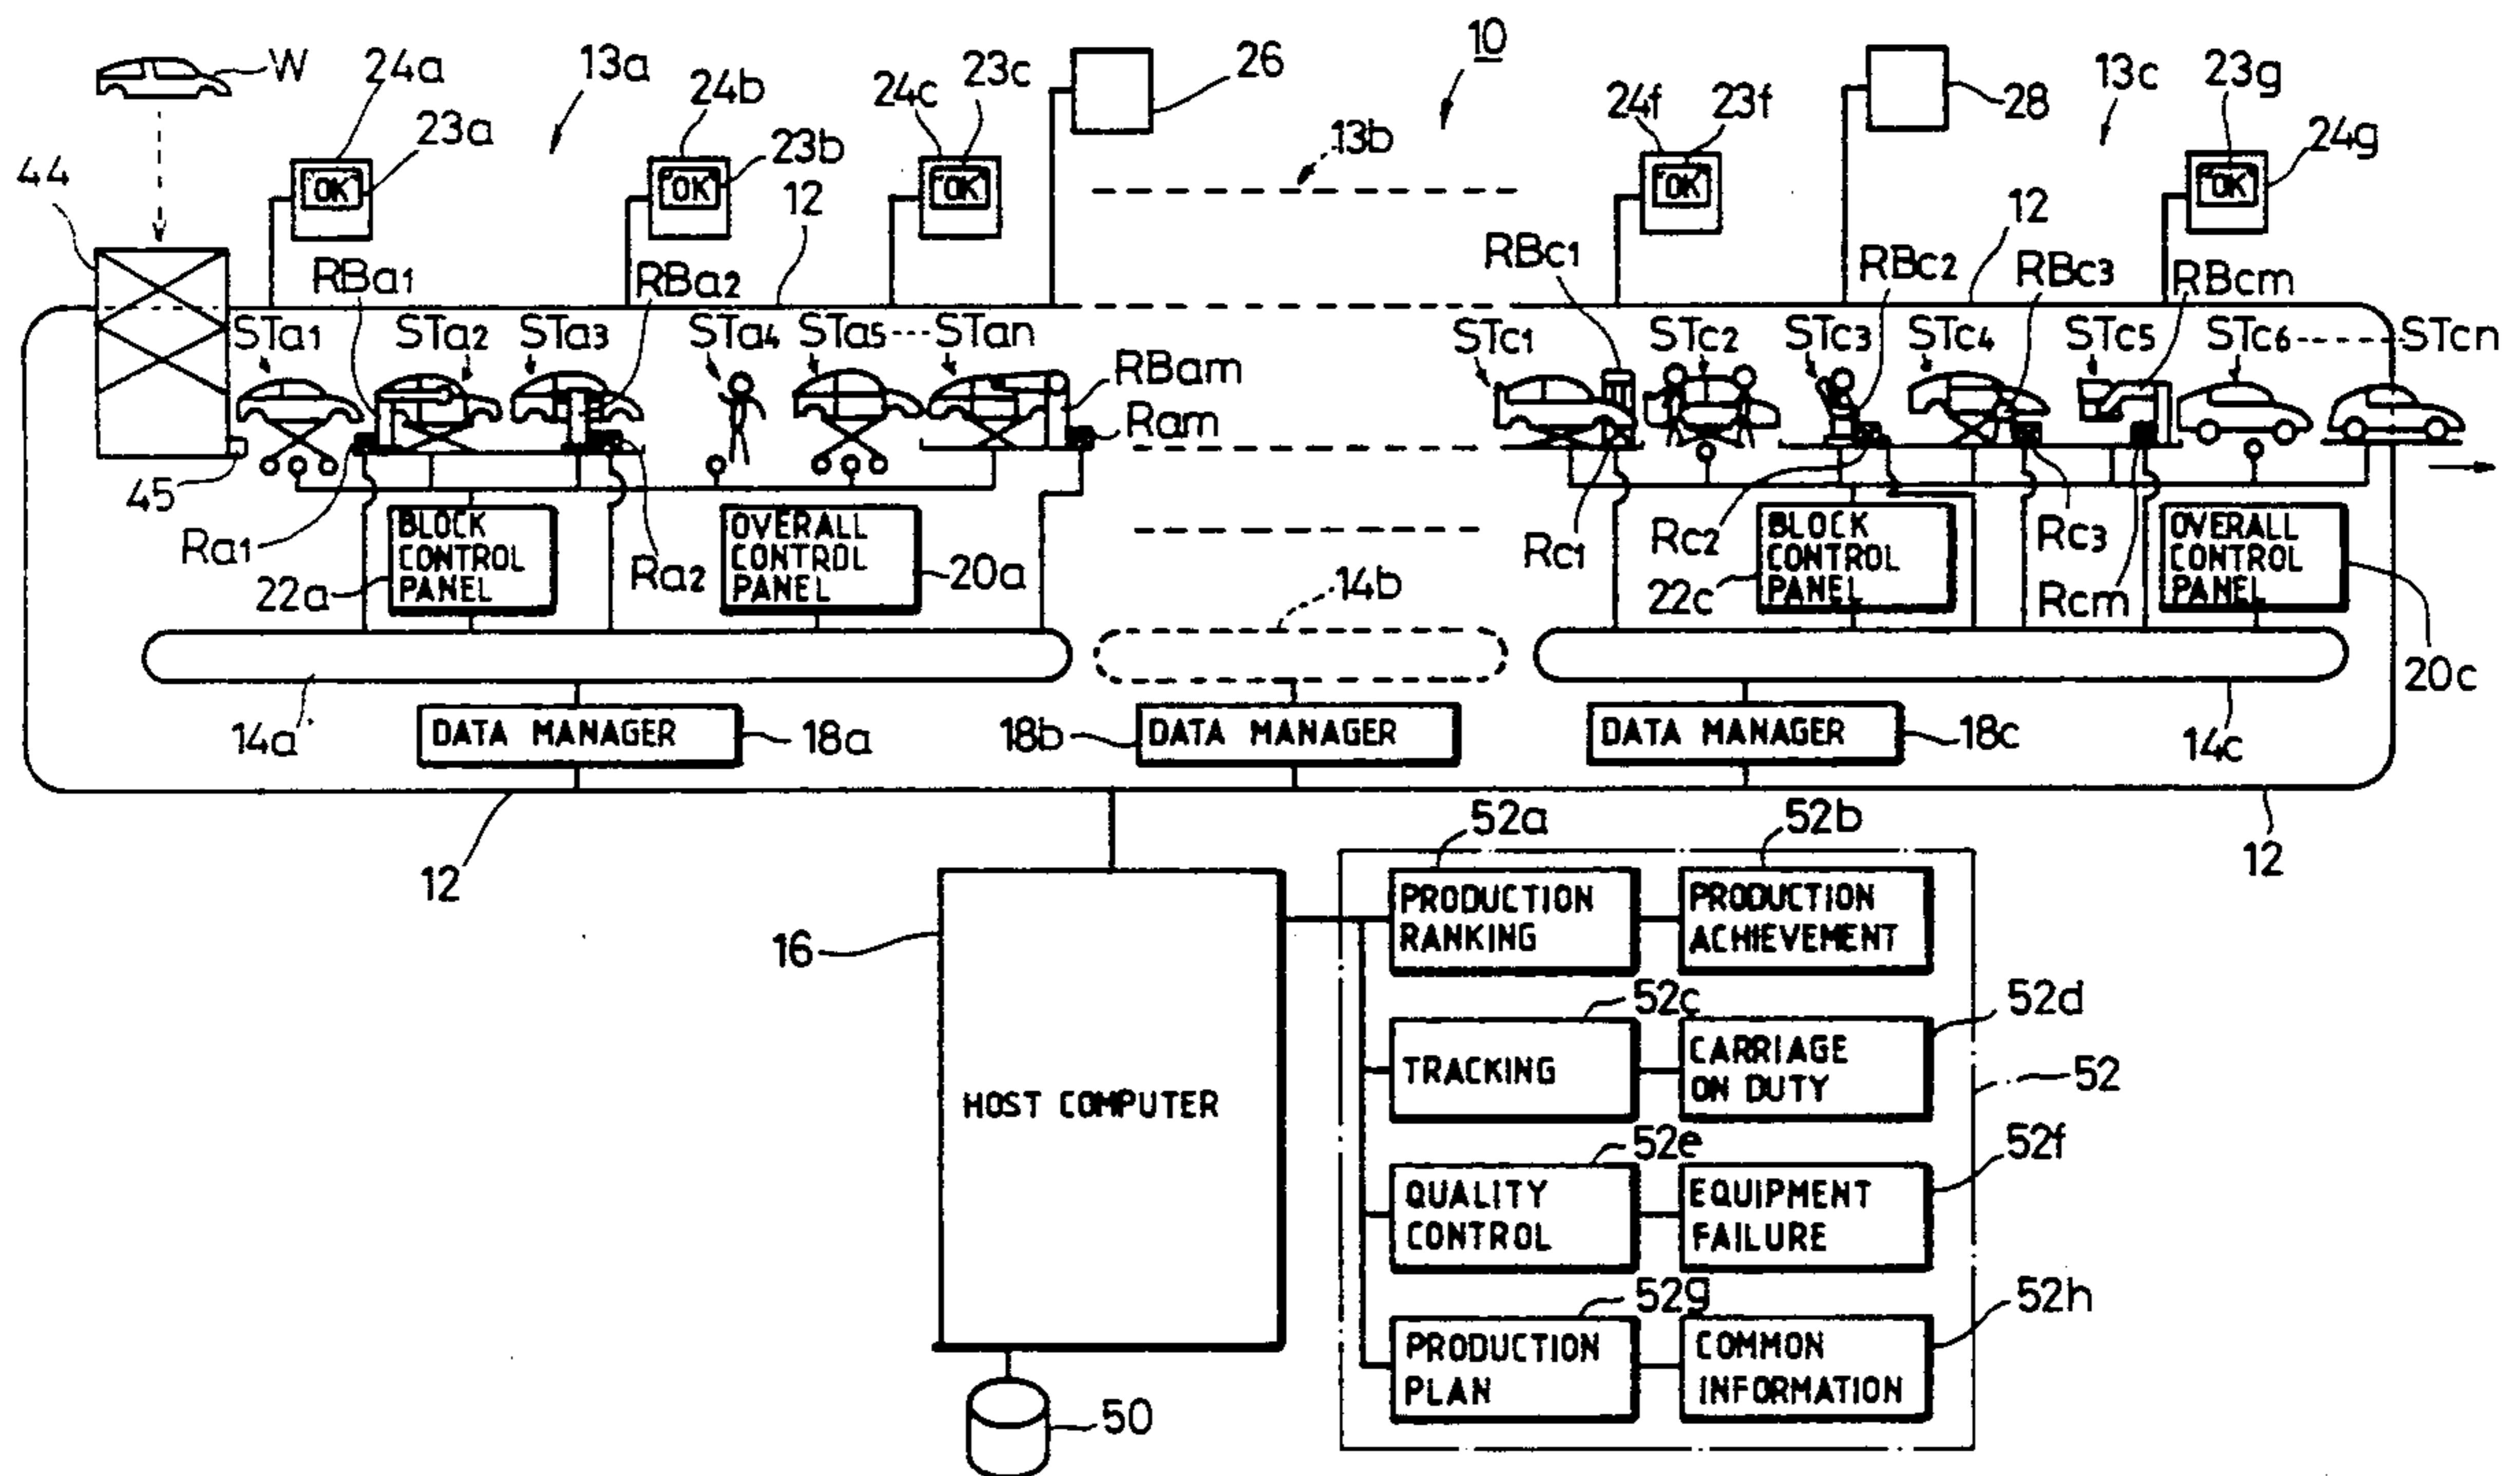 W
24a
13a
24b
24c
23c
26
10
24f
23f
28
13c
23g
24g
23a
23b
13b
44
OK
OK
OK
OK
OK
12
12
RBa1
RBa2
RBc1
RBc2
RBc3
RBcm
STa1
STa2
STa3
STa4
STa5----STan
STc1
STc2
STc3
STc4
STc5
STc6------STcn
RBam
Ram
45
Ra1
BLOCK
CONTROL
PANEL
22a
Ra2
OVERALL
CONTROL
PANEL
20a
Rc1
Rc2
BLOCK
CONTROL
PANEL
22c
Rc3
Rcm
OVERALL
CONTROL
PANEL
20c
14b
14a
DATA MANAGER
18a
18b
DATA MANAGER
DATA MANAGER
18c
14c
12
12
52a
52b
16
HOST COMPUTER
PRODUCTION
RANKING
PRODUCTION
ACHIEVEMENT
52c
52d
TRACKING
CARRIAGE
ON DUTY
52
52e
52f
QUALITY
CONTROL
EQUIPMENT
FAILURE
52g
52h
PRODUCTION
PLAN
COMMON
INFORMATION
50